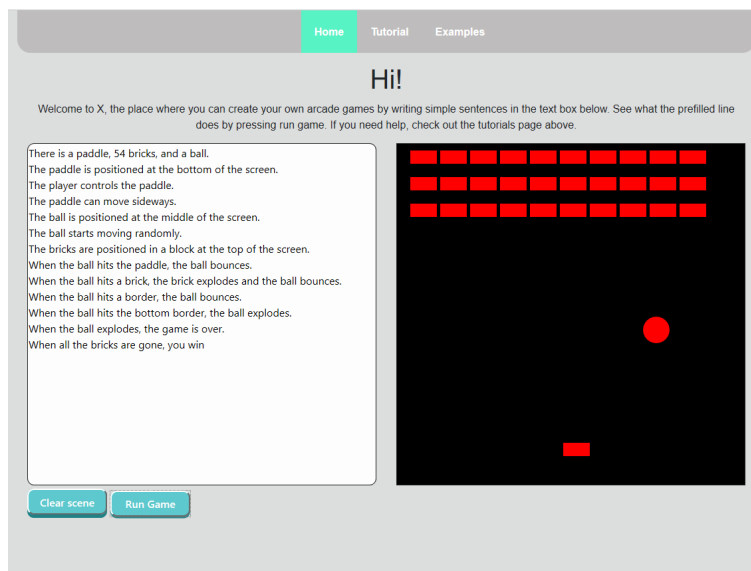 Home Tutorial Examples
Hi!
Welcome to X, the place where you can create your own arcade games by writing simple sentences in the text box below. See what the prefilled line
does by pressing run game. If you need help, check out the tutorials page above.
There is a paddle, 54 bricks, and a ball.
The paddle is positioned at the bottom of the screen.
The player controls the paddle.
The paddle can move sideways.
The ball is positioned at the middle of the screen.
The ball starts moving randomly.
The bricks are positioned in a block at the top of the screen.
When the ball hits the paddle, the ball bounces.
When the ball hits a brick, the brick explodes and the ball bounces.
When the ball hits a border, the ball bounces.
When the ball hits the bottom border, the ball explodes.
When the ball explodes, the game is over.
When all the bricks are gone, you win
Clear scene Run Game